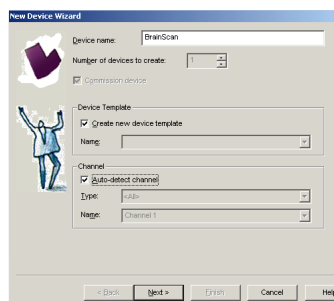 New Device Wizard
Device name: BrainScan
Number of devices to create: 1
Commission device
Device Template
Create new device template
Name:
Channel
Auto-detect channel
Type: <All>
Name: Channel 1
< Back Next > Finish Cancel Help